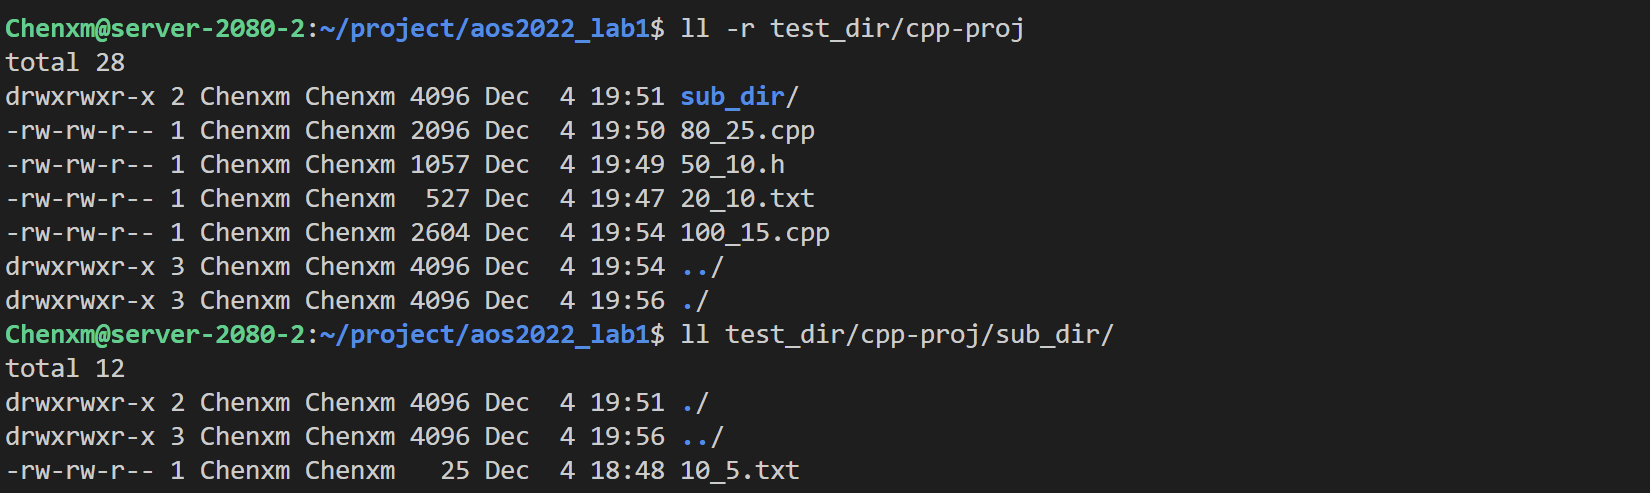 Chenxm@server-2080-2:~/project/aos2022_lab1$ ll -r test_dir/cpp-proj
total 28
drwxrwxr-x 2 Chenxm Chenxm 4096 Dec  4 19:51 sub_dir/
-rw-rw-r-- 1 Chenxm Chenxm 2096 Dec  4 19:50 80_25.cpp
-rw-rw-r-- 1 Chenxm Chenxm 1057 Dec  4 19:49 50_10.h
-rw-rw-r-- 1 Chenxm Chenxm  527 Dec  4 19:47 20_10.txt
-rw-rw-r-- 1 Chenxm Chenxm 2604 Dec  4 19:54 100_15.cpp
drwxrwxr-x 3 Chenxm Chenxm 4096 Dec  4 19:54 ../
drwxrwxr-x 3 Chenxm Chenxm 4096 Dec  4 19:56 ./
Chenxm@server-2080-2:~/project/aos2022_lab1$ ll test_dir/cpp-proj/sub_dir/
total 12
drwxrwxr-x 2 Chenxm Chenxm 4096 Dec  4 19:51 ./
drwxrwxr-x 3 Chenxm Chenxm 4096 Dec  4 19:56 ../
-rw-rw-r-- 1 Chenxm Chenxm   25 Dec  4 18:48 10_5.txt